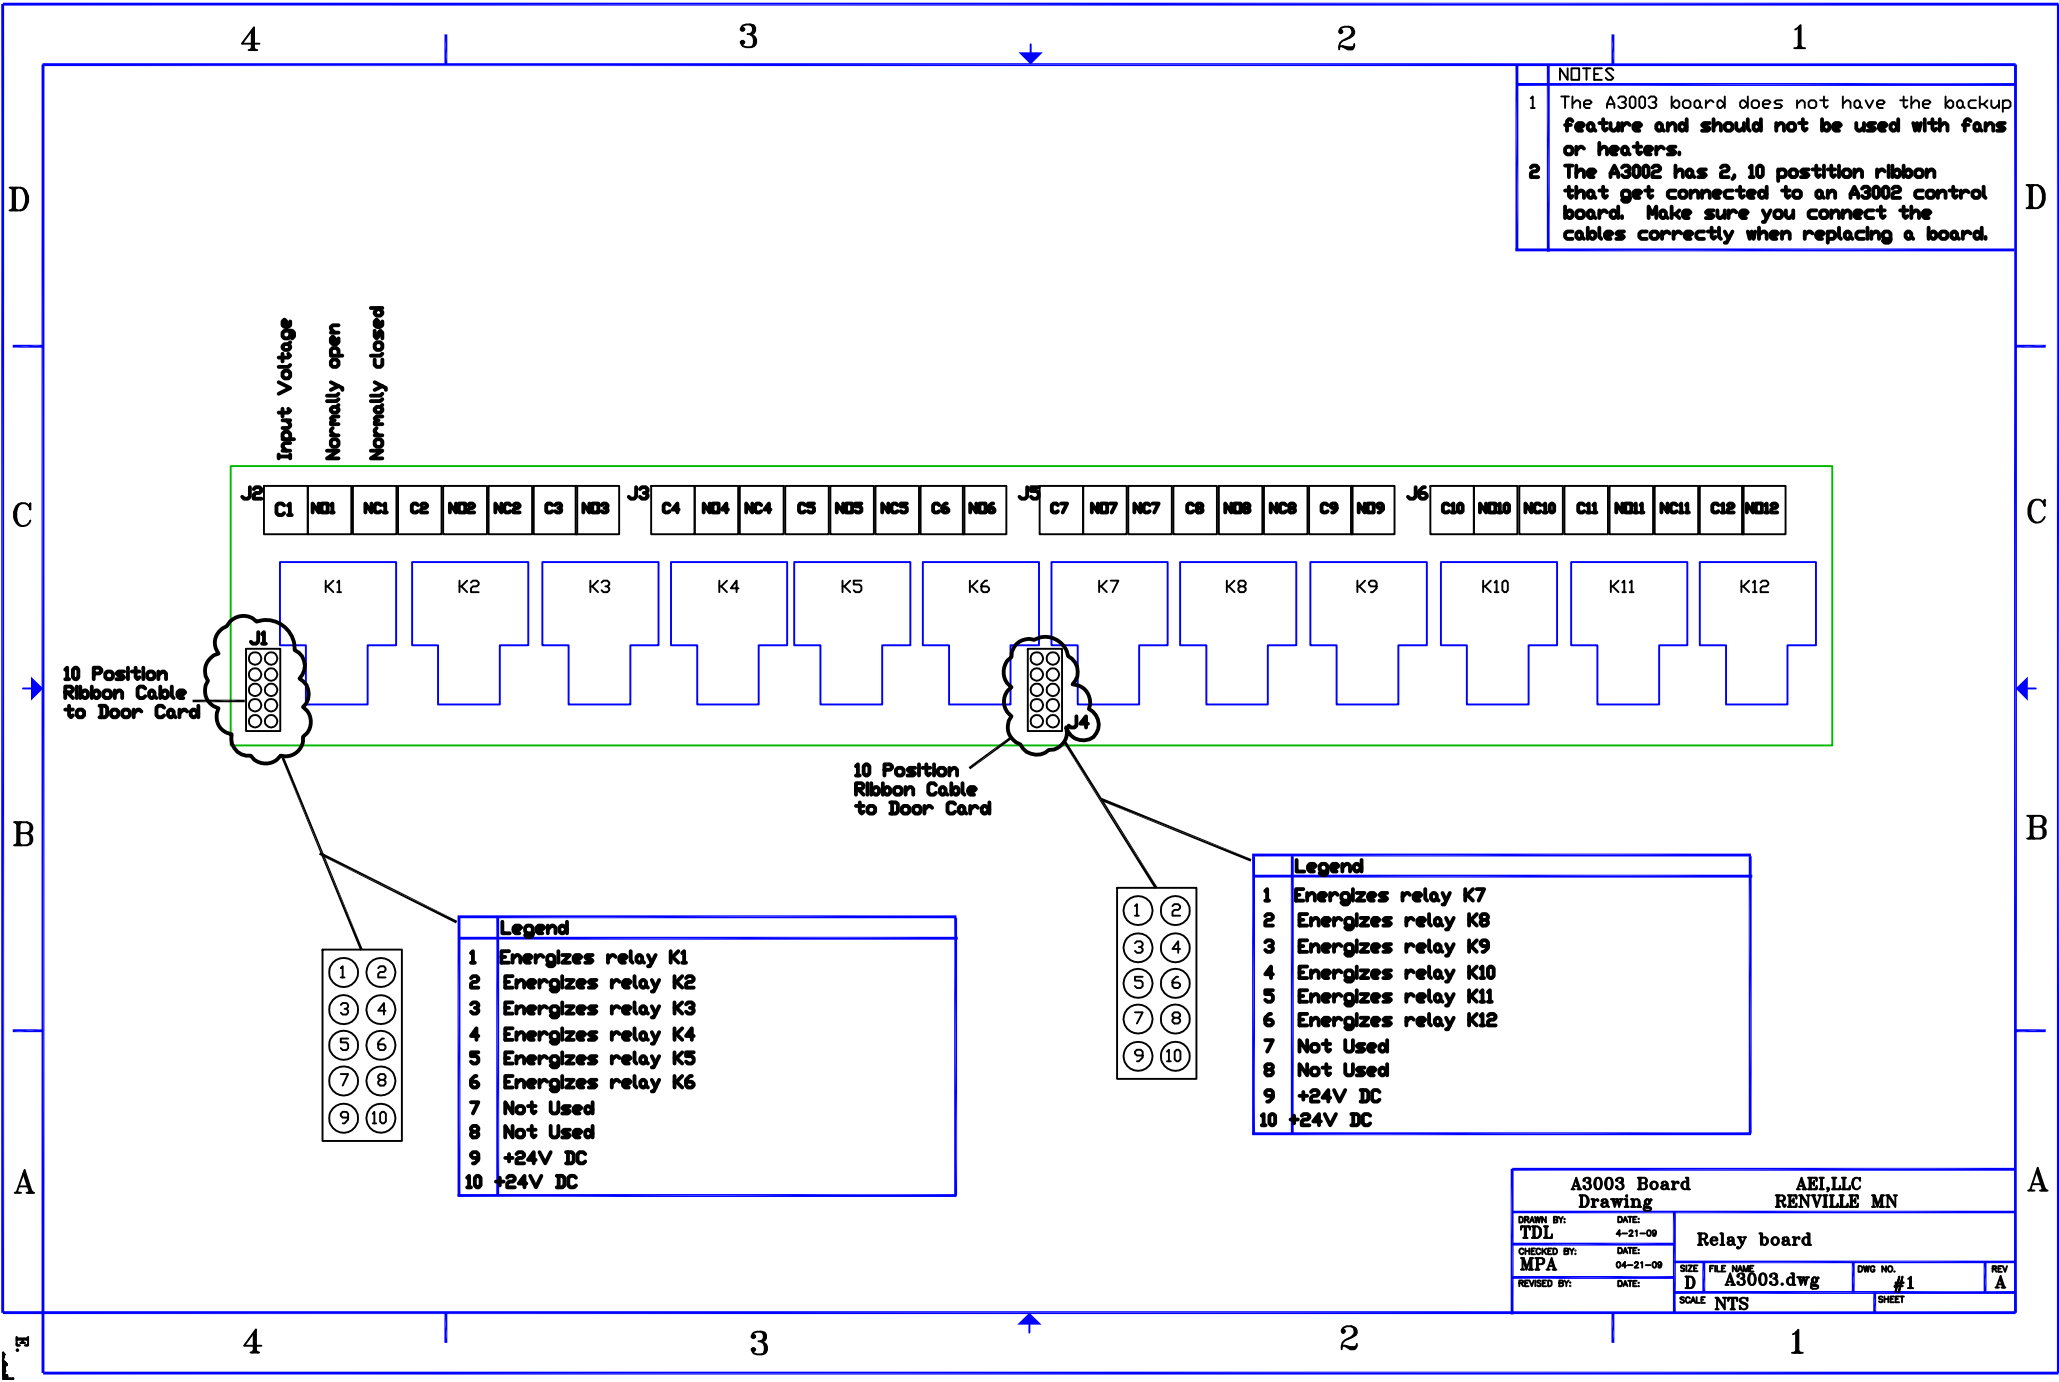 4 3 2 1
NOTES
1 The A3003 board does not have the backup
feature and should not be used with fans
or heaters.
2 The A3002 has 2, 10 postition ribbon
that get connected to an A3002 control
board. Make sure you connect the
cables correctly when replacing a board.
D D
Input Voltage
Normally open
Normally closed
C C
J2 C1 NO1 NC1 C2 NO2 NC2 C3 NO3
J3 C4 NO4 NC4 C5 NO5 NC5 C6 NO6
J5 C7 NO7 NC7 C8 NO8 NC8 C9 NO9
J6 C10 NO10 NC10 C11 NO11 NC11 C12 NO12
K1 K2 K3 K4 K5 K6 K7 K8 K9 K10 K11 K12
J1
10 Position
Ribbon Cable
to Door Card
J4
10 Position
Ribbon Cable
to Door Card
B B
Legend
1 Energizes relay K7
2 Energizes relay K8
3 Energizes relay K9
4 Energizes relay K10
5 Energizes relay K11
6 Energizes relay K12
7 Not Used
8 Not Used
9 +24V DC
10 +24V DC
1 2
3 4
5 6
7 8
9 10
Legend
1 Energizes relay K1
2 Energizes relay K2
3 Energizes relay K3
4 Energizes relay K4
5 Energizes relay K5
6 Energizes relay K6
7 Not Used
8 Not Used
9 +24V DC
10 +24V DC
1 2
3 4
5 6
7 8
9 10
A A
A3003 Board
Drawing
AEI,LLC
RENVILLE MN
DRAWN BY: DATE:
TDL 4-21-09
Relay board
CHECKED BY: DATE:
MPA 04-21-09
REVISED BY: DATE:
SIZE FILE NAME DWG NO. REV
D A3003.dwg #1 A
SCALE NTS SHEET
4 3 2 1
E.